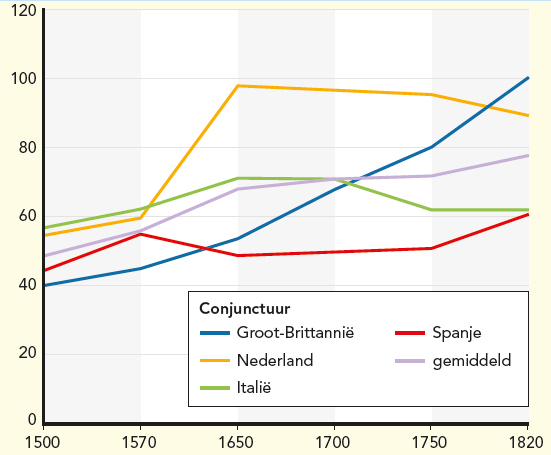 120
100
80
60
40
20
0
Conjunctuur
Groot-Brittannië
Spanje
Nederland
gemiddeld
Italië
1500 1570 1650 1700 1750 1820